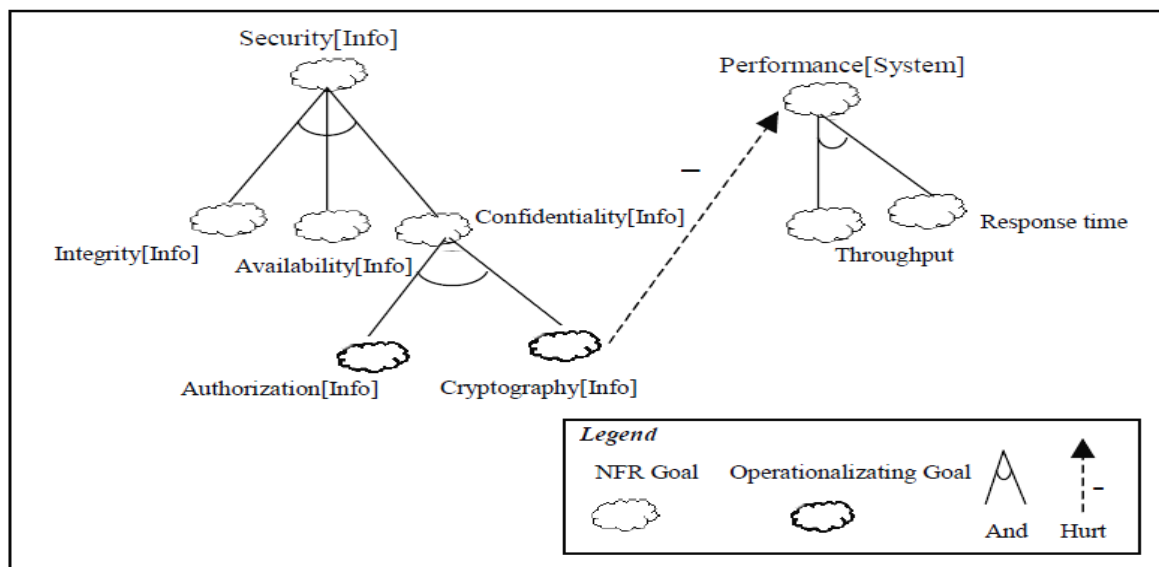 Security[Info]
Performance[System]
–
Confidentiality[Info]
Response time
Integrity[Info]
Availability[Info]
Throughput
Authorization[Info]
Cryptography[Info]
Legend
NFR Goal
Operationalizating Goal
–
And
Hurt